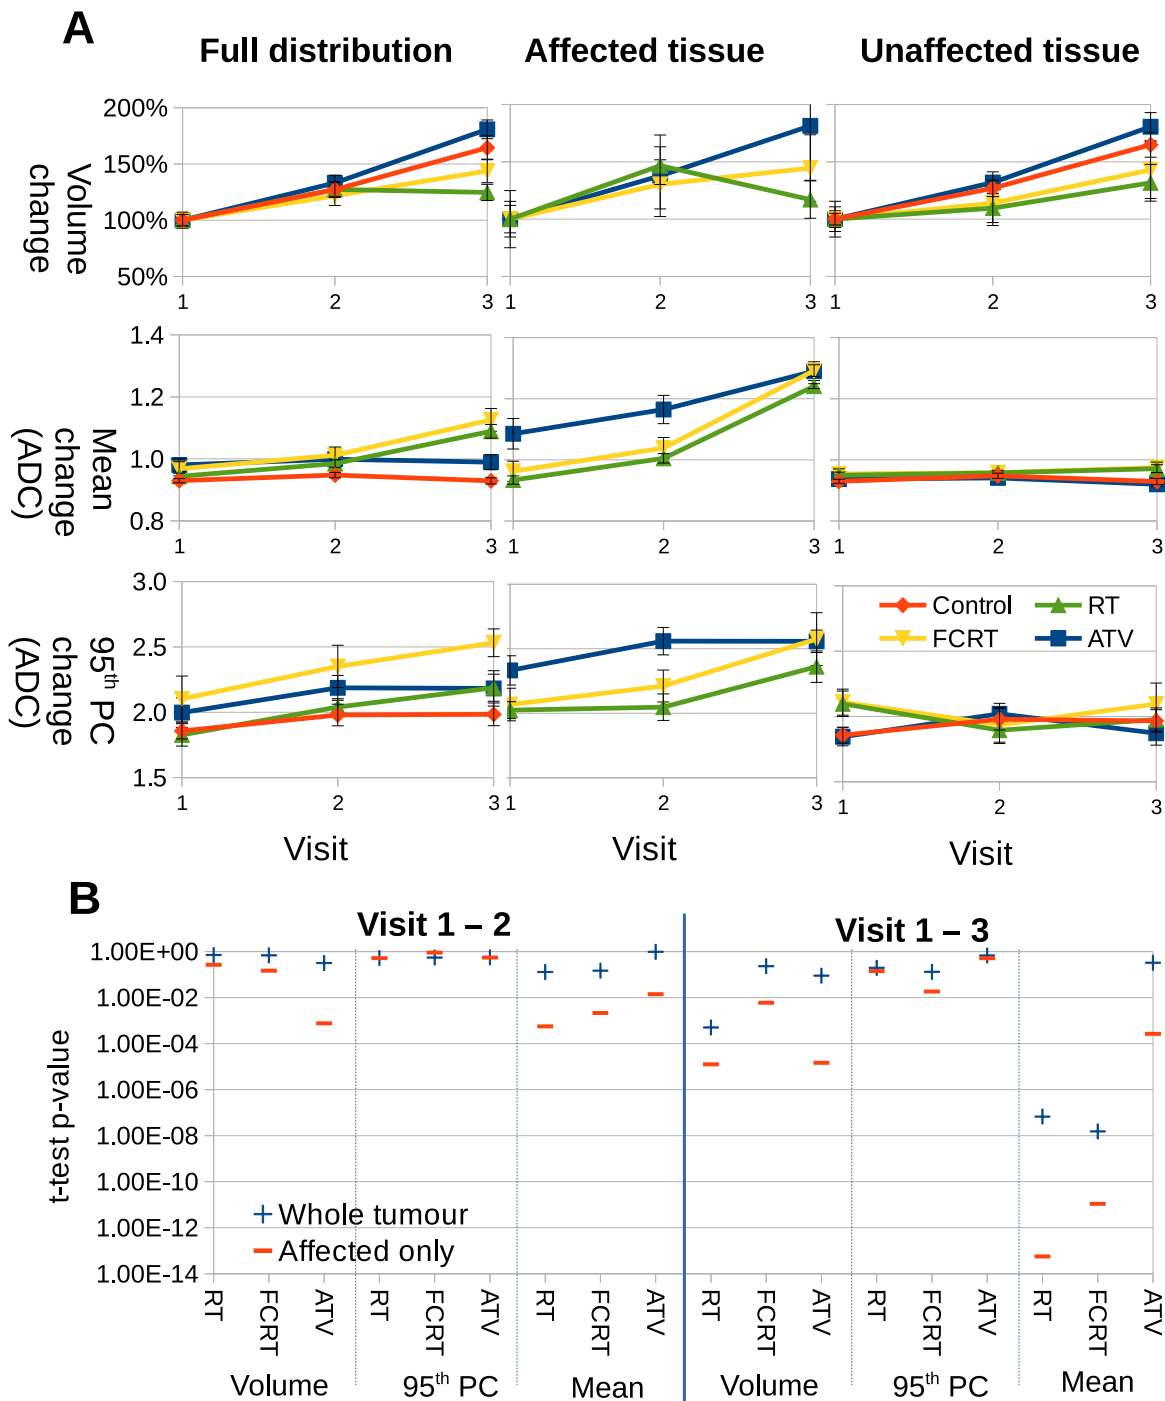 A
Full distribution Affected tissue Unaffected tissue
Volume
change
200%
150%
100%
50%
1 2 3 1 2 3 1 2 3
Mean
change
(ADC)
1.4
1.2
1.0
0.8
1 2 3 1 2 3 1 2 3
95th PC
change
(ADC)
3.0
2.5
2.0
1.5
Control RT
FCRT ATV
1 2 3 1 2 3 1 2 3
Visit Visit Visit
B
Visit 1 – 2 Visit 1 – 3
t-test p-value
1.00E+00
1.00E-02
1.00E-04
1.00E-06
1.00E-08
1.00E-10
1.00E-12
1.00E-14
Whole tumour
Affected only
RT FCRT ATV RT FCRT ATV RT FCRT ATV RT FCRT ATV RT FCRT ATV RT FCRT ATV
Volume 95th PC Mean Volume 95th PC Mean